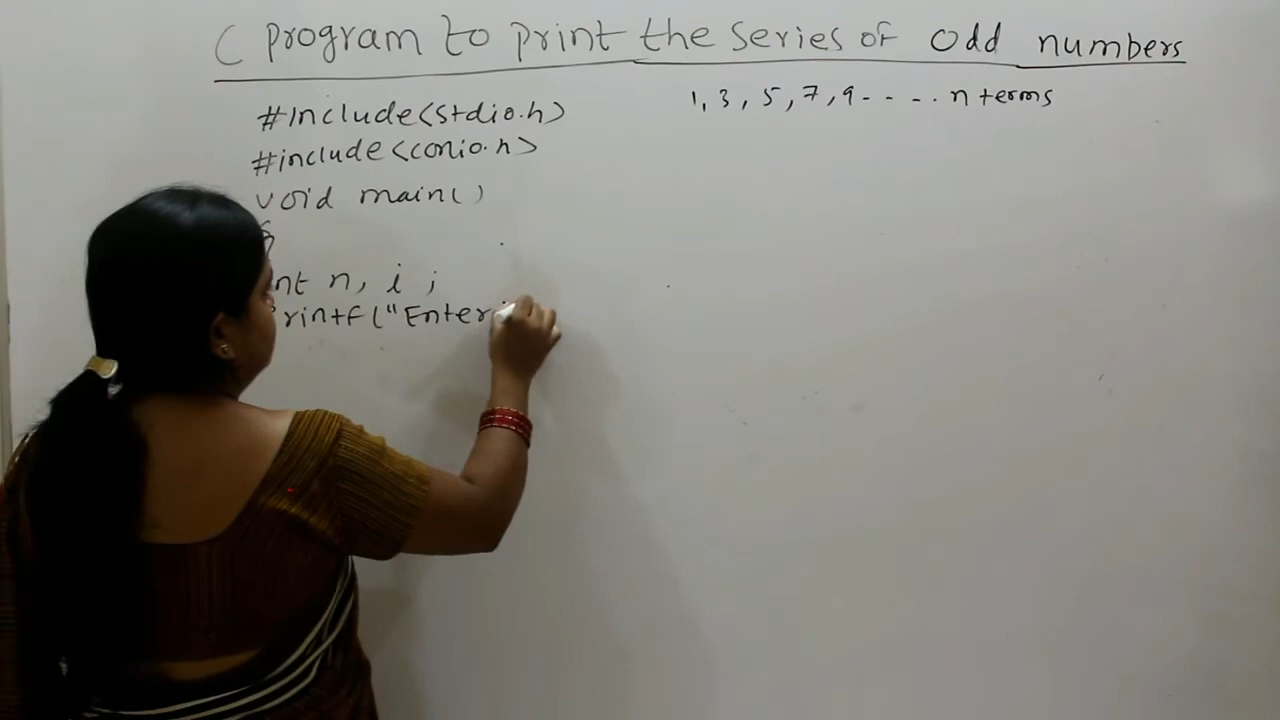 C program to print the series of odd numbers
1, 3, 5, 7, 9 - - - . . n terms
#include<stdio.h>
#include<conio.h>
void main()
{
nt n, i ;
rintf ("Enter